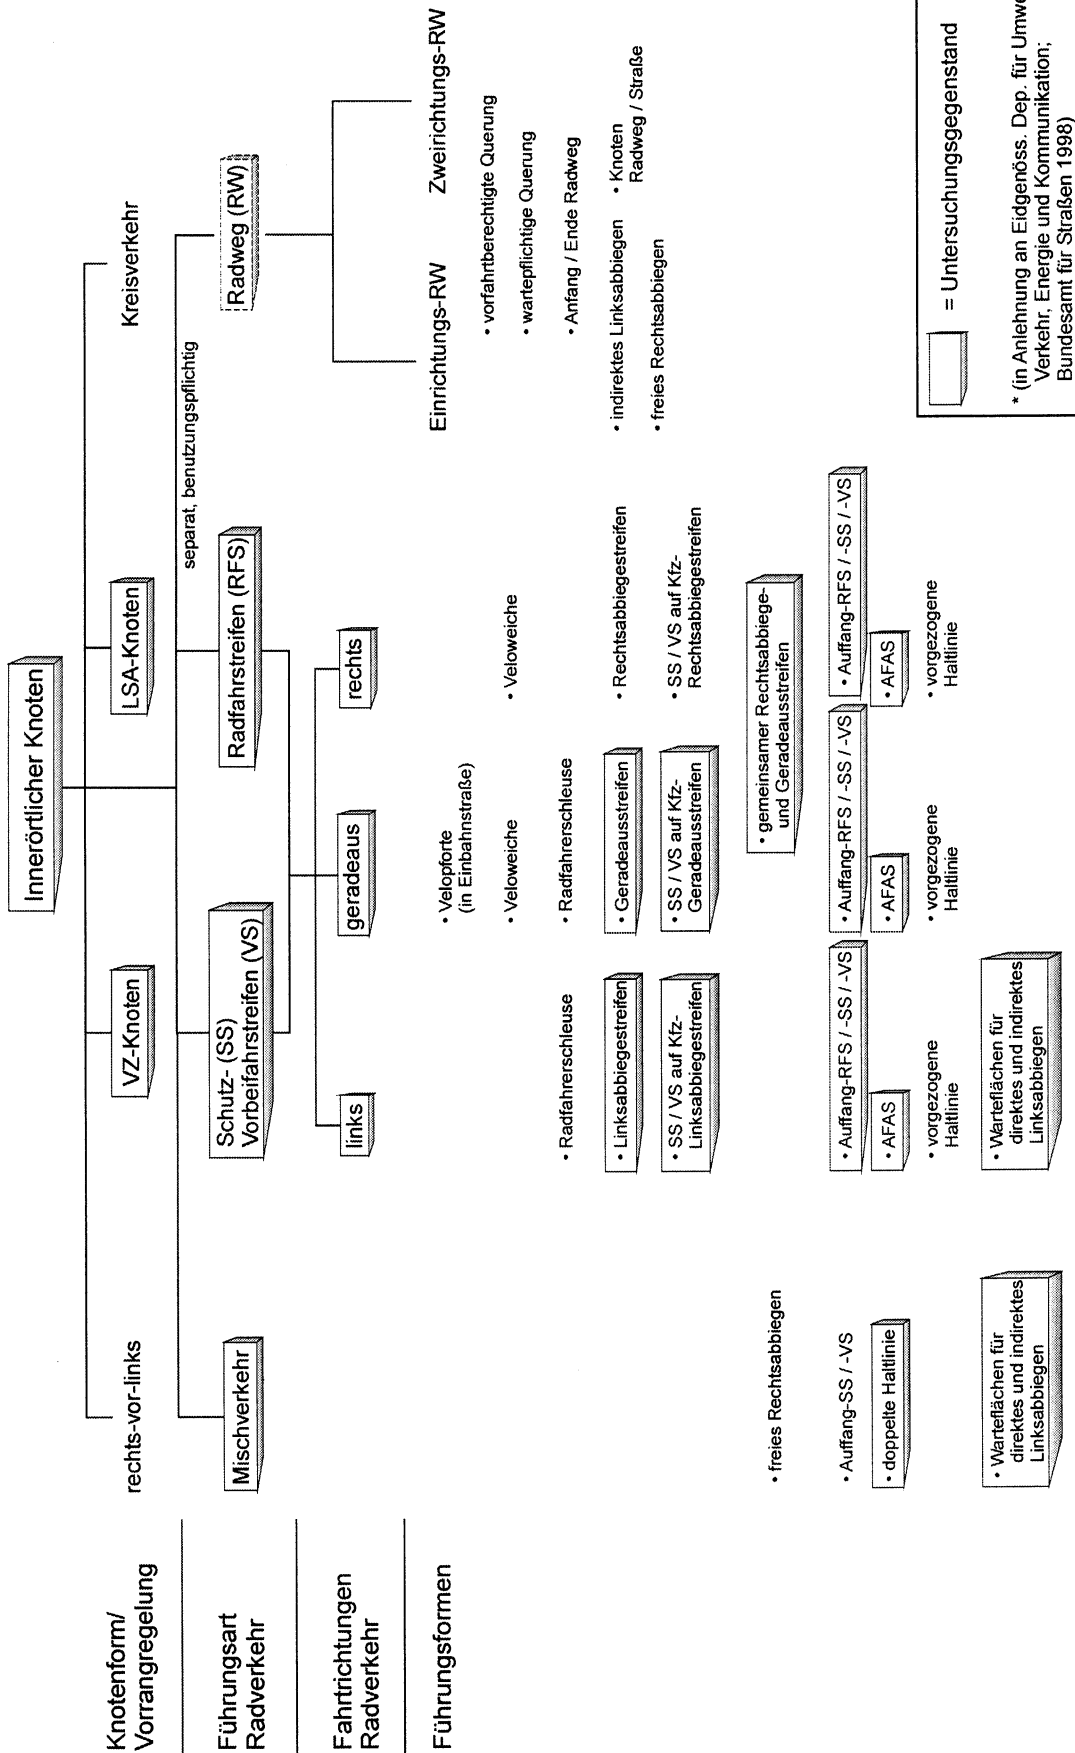 Innerörtlicher Knoten
Knotenform/
Vorrangregelung
rechts-vor-links
VZ-Knoten
LSA-Knoten
Kreisverkehr
separat, benutzungspflichtig
Führungsart
Radverkehr
Mischverkehr
Schutz- (SS)
Vorbeifahrstreifen (VS)
Radfahrstreifen (RFS)
Radweg (RW)
Fahrtrichtungen
Radverkehr
links
geradeaus
rechts
Führungsformen
Einrichtungs-RW
Zweirichtungs-RW
• Velopforte
(in Einbahnstraße)
• vorfahrtberechtigte Querung
• Veloweiche
• Veloweiche
• wartepflichtige Querung
• Radfahrerschleuse
• Radfahrerschleuse
• Anfang / Ende Radweg
• Linksabbiegestreifen
• Geradeausstreifen
• Rechtsabbiegestreifen
• indirektes Linksabbiegen
• Knoten
Radweg / Straße
• SS / VS auf Kfz-
Linksabbiegestreifen
• SS / VS auf Kfz-
Geradeausstreifen
• SS / VS auf Kfz-
Rechtsabbiegestreifen
• freies Rechtsabbiegen
• gemeinsamer Rechtsabbiege-
und Geradeausstreifen
• freies Rechtsabbiegen
• Auffang-SS / -VS
• Auffang-RFS / -SS / -VS
• Auffang-RFS / -SS / -VS
• Auffang-RFS / -SS / -VS
• doppelte Haltlinie
• AFAS
• AFAS
• AFAS
• vorgezogene
Haltlinie
• vorgezogene
Haltlinie
• vorgezogene
Haltlinie
• Warteflächen für
direktes und indirektes
Linksabbiegen
• Warteflächen für
direktes und indirektes
Linksabbiegen
= Untersuchungsgegenstand
* (in Anlehnung an Eidgenöss. Dep. für Umwe
Verkehr, Energie und Kommunikation;
Bundesamt für Straßen 1998)